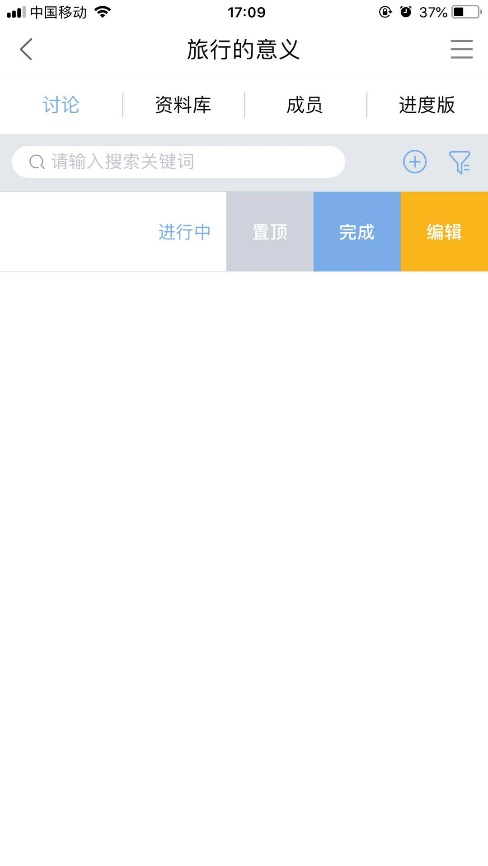 中国移动 17:09 37%
旅行的意义
讨论 资料库 成员 进度版
请输入搜索关键词
进行中 置顶 完成 编辑